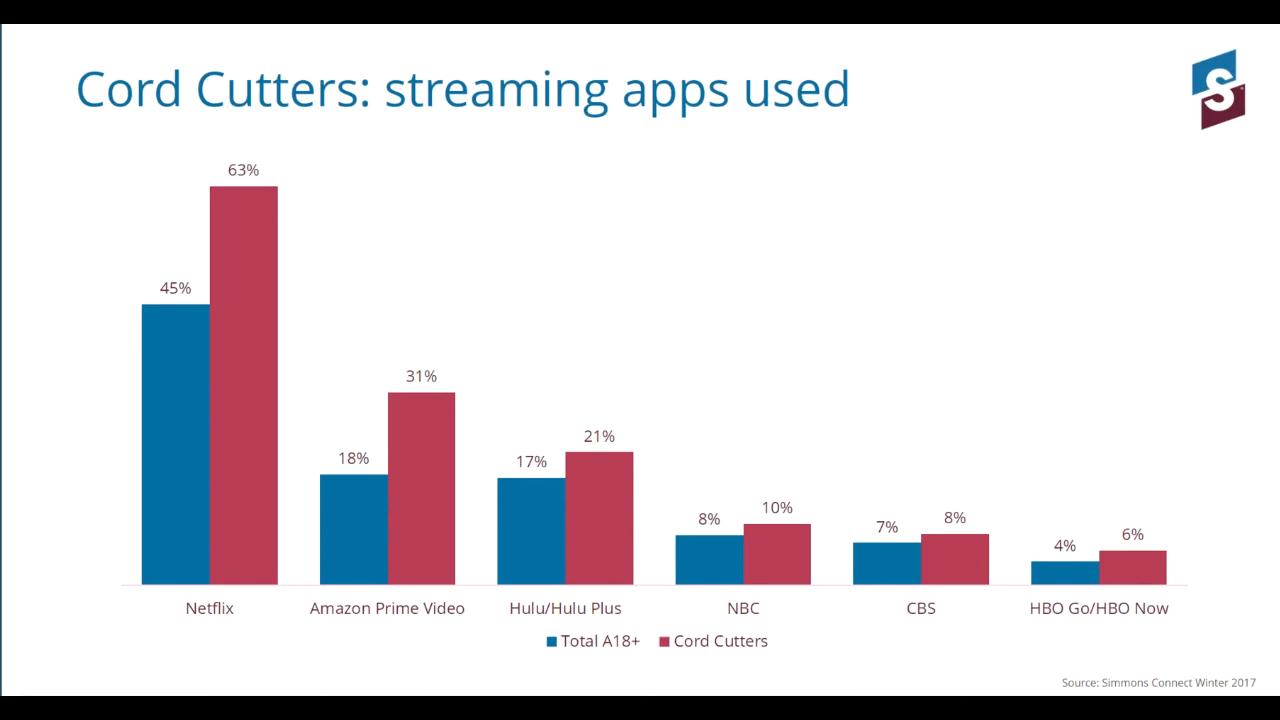 Cord Cutters: streaming apps used
S
63%
45%
31%
18%
21%
17%
10%
8%
8%
7%
6%
4%
Netflix
Amazon Prime Video
Hulu/Hulu Plus
NBC
CBS
HBO Go/HBO Now
Total A18+
Cord Cutters
Source: Simmons Connect Winter 2017